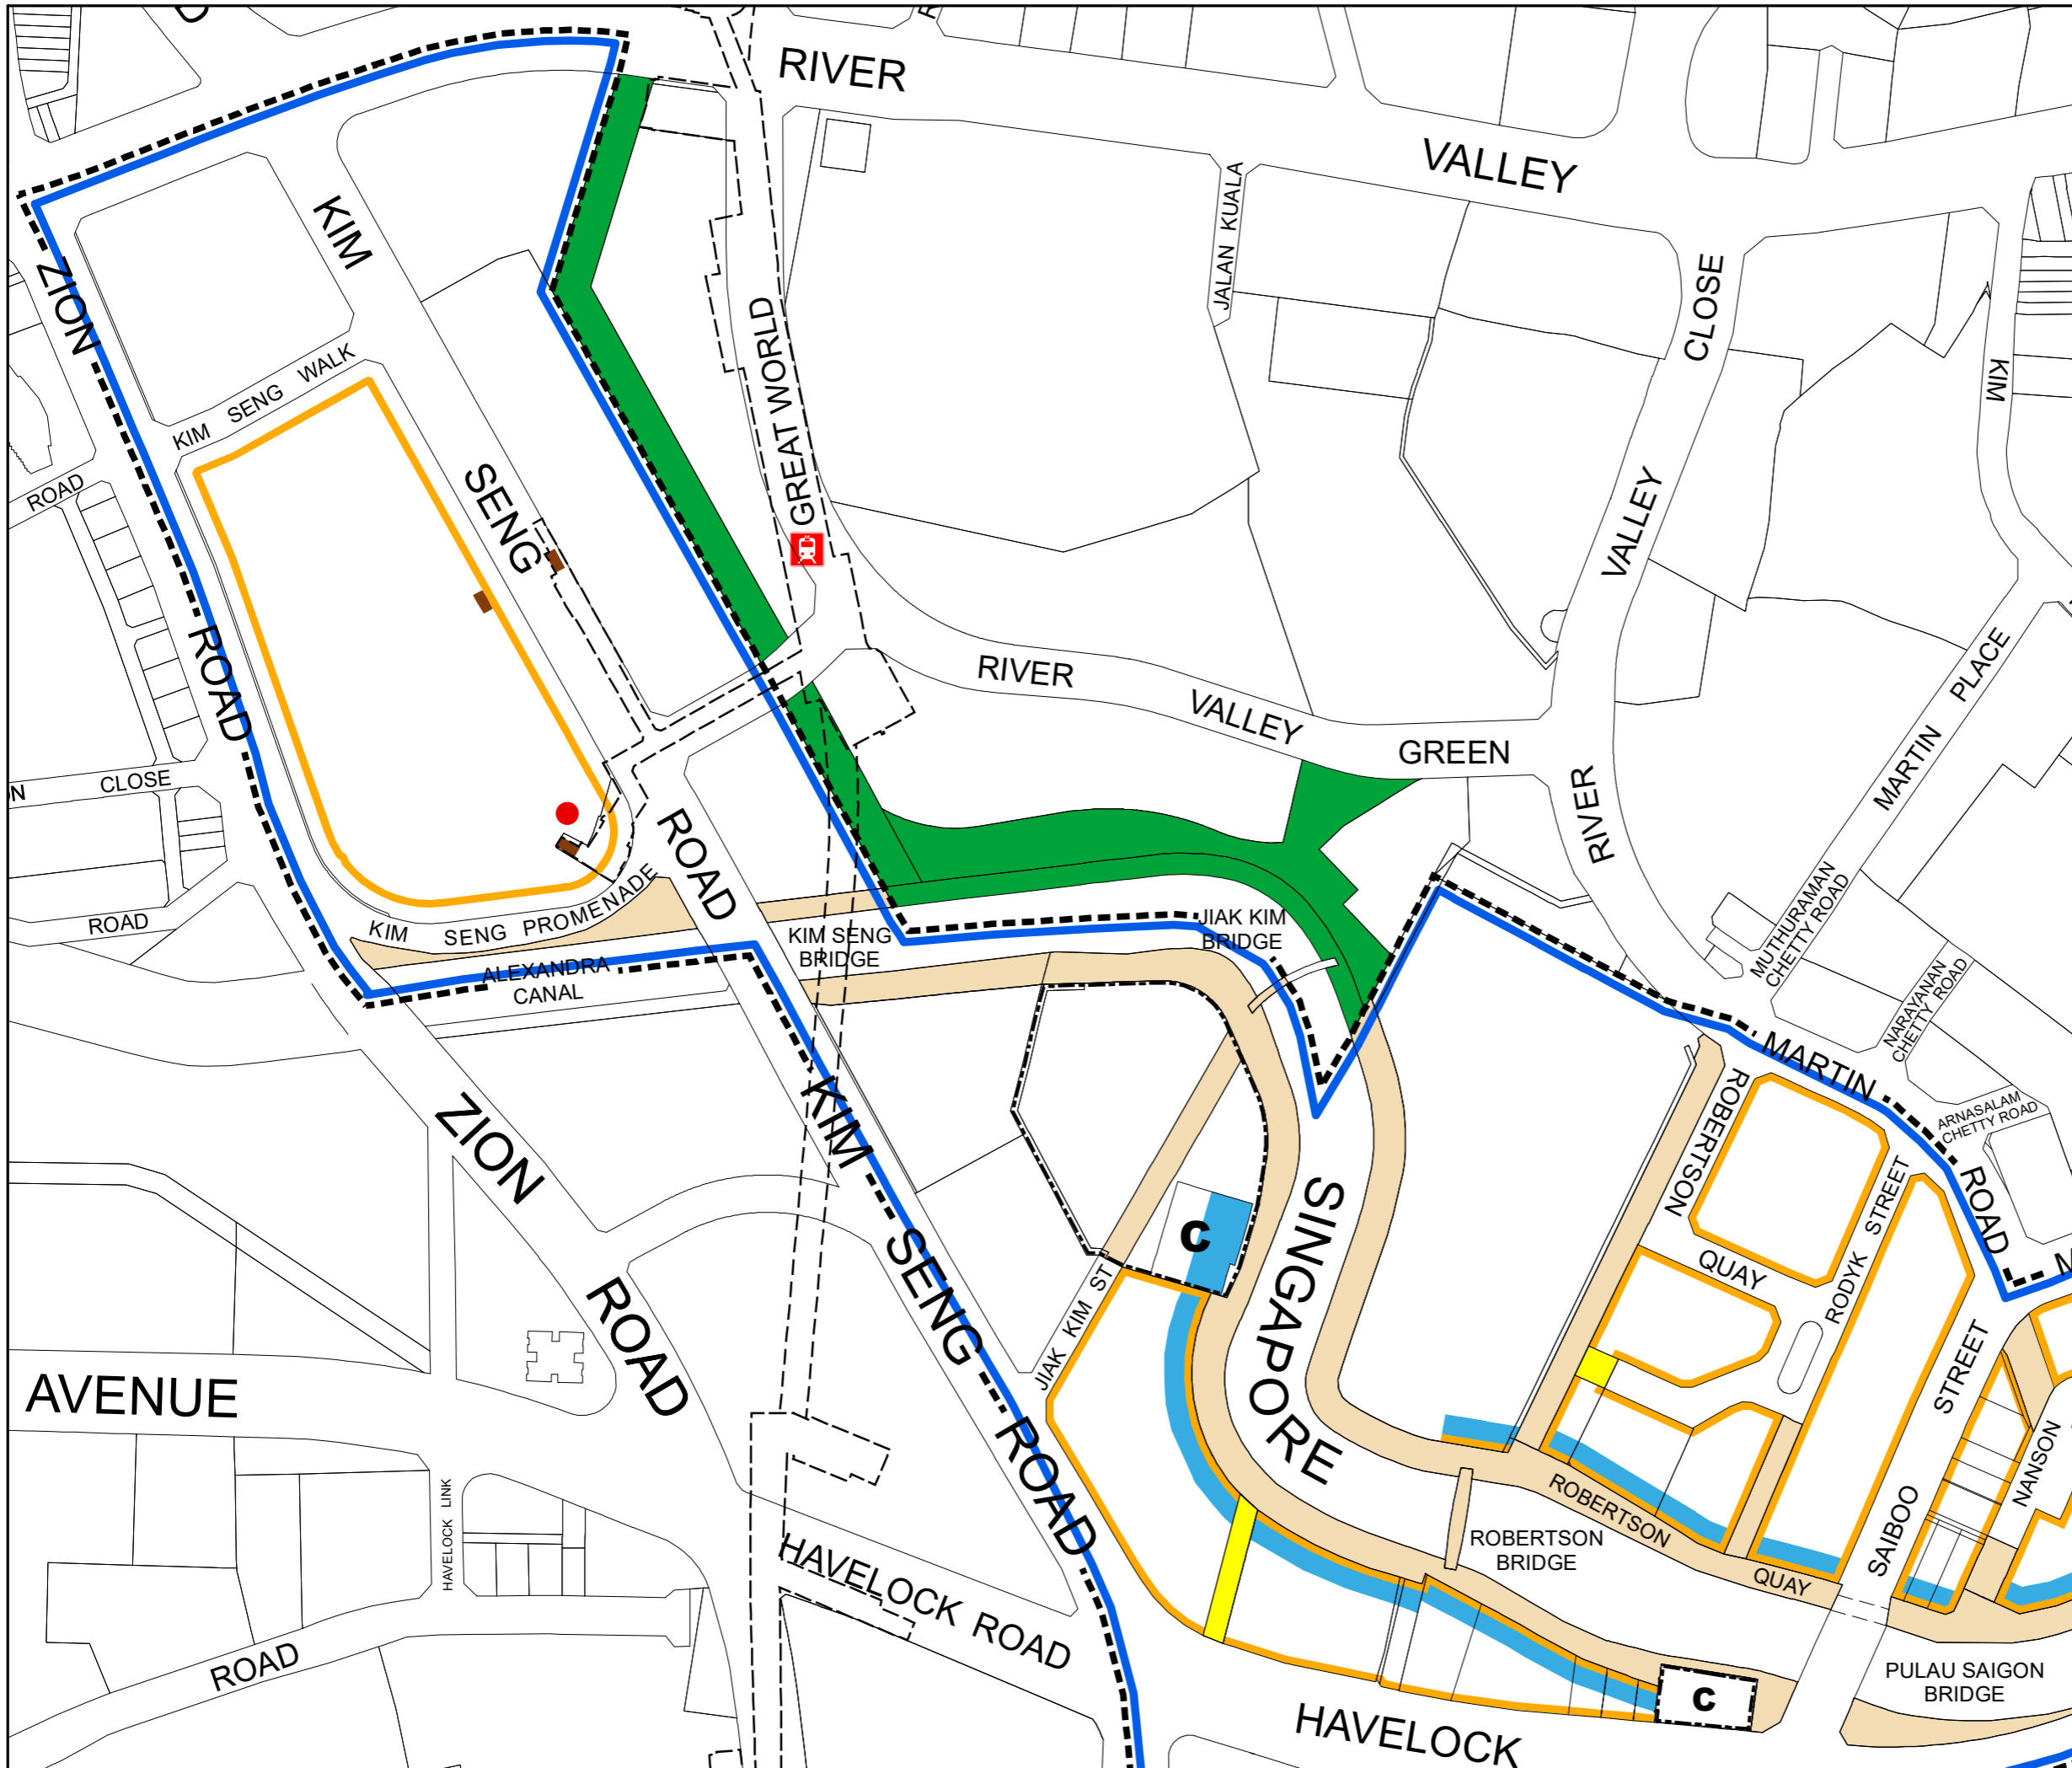 RIVER
VALLEY
KIM
JALAN KUALA
CLOSE
ZION
KIM SENG WALK
GREAT WORLD
KIM
ROAD
SENG
VALLEY
ROAD
RIVER
VALLEY
GREEN
MARTIN PLACE
CLOSE
RIVER
ROAD
MUTHURAMAN
CHETTY ROAD
ROAD
KIM SENG PROMENADE
KIM SENG
BRIDGE
JIAK KIM
BRIDGE
ALEXANDRA
CANAL
NARAYANAN
CHETTY ROAD
MARTIN
ROAD
ROBERTSON
QUAY
ARNASALAM
CHETTY ROAD
ZION
ROAD
KIM SENG ROAD
C
SINGAPORE
JIAK KIM ST
RODYK STREET
SAIBOO STREET
NANSON
AVENUE
HAVELOCK LINK
ROBERTSON
QUAY
ROBERTSON
BRIDGE
HAVELOCK ROAD
ROAD
C
PULAU SAIGON
BRIDGE
HAVELOCK